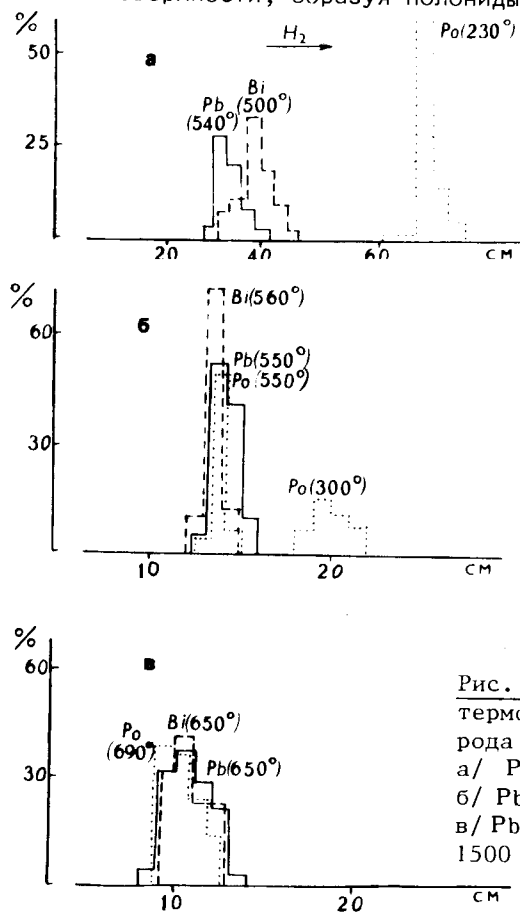 образуя полониды
%
50
25
а
H₂
Po(230°)
Bi
Pb (500°)
(540°)
20 40 60 см
%
60
30
б
Bi(560°)
Pb(550°)
Po(550°)
Po(300°)
10 20 см
%
60
30
в
Po
(690°)
Bi(650°)
Pb(650°)
10 20 см
Рис.
термо
рода
а/ P
б/ Pb
в/ Pb
1500